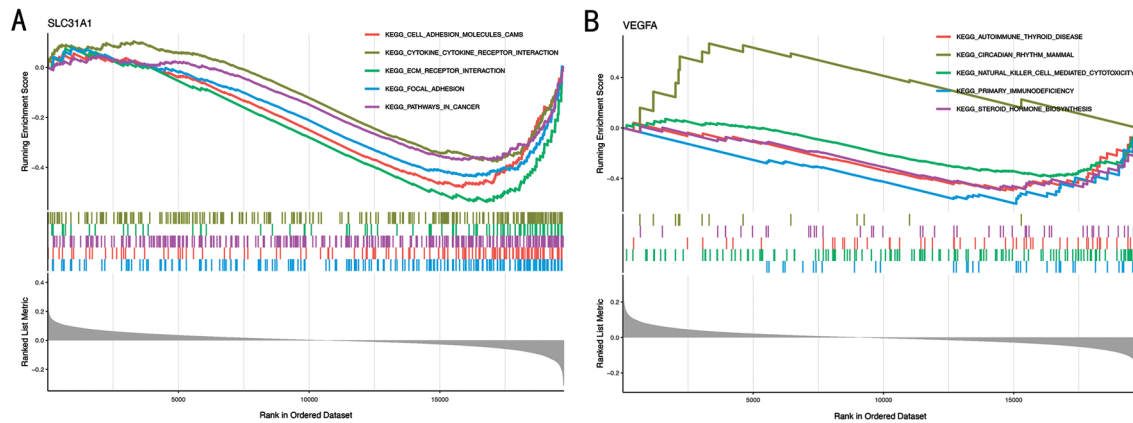 A
SLC31A1
KEGG_CELL_ADHESION_MOLECULES_CAMS
KEGG_CYTOKINE_CYTOKINE_RECEPTOR_INTERACTION
KEGG_ECM_RECEPTOR_INTERACTION
KEGG_FOCAL_ADHESION
KEGG_PATHWAYS_IN_CANCER
Running Enrichment Score
0.0
-0.2
-0.4
Ranked List Metric
0.4
0.2
0.0
-0.2
5000
10000
15000
Rank in Ordered Dataset
B
VEGFA
KEGG_AUTOIMMUNE_THYROID_DISEASE
KEGG_CIRCADIAN_RHYTHM_MAMMAL
KEGG_NATURAL_KILLER_CELL_MEDIATED_CYTOTOXICITY
KEGG_PRIMARY_IMMUNODEFICIENCY
KEGG_STEROID_HORMONE_BIOSYNTHESIS
Running Enrichment Score
0.4
0.0
-0.4
Ranked List Metric
0.4
0.2
0.0
-0.2
5000
10000
15000
Rank in Ordered Dataset